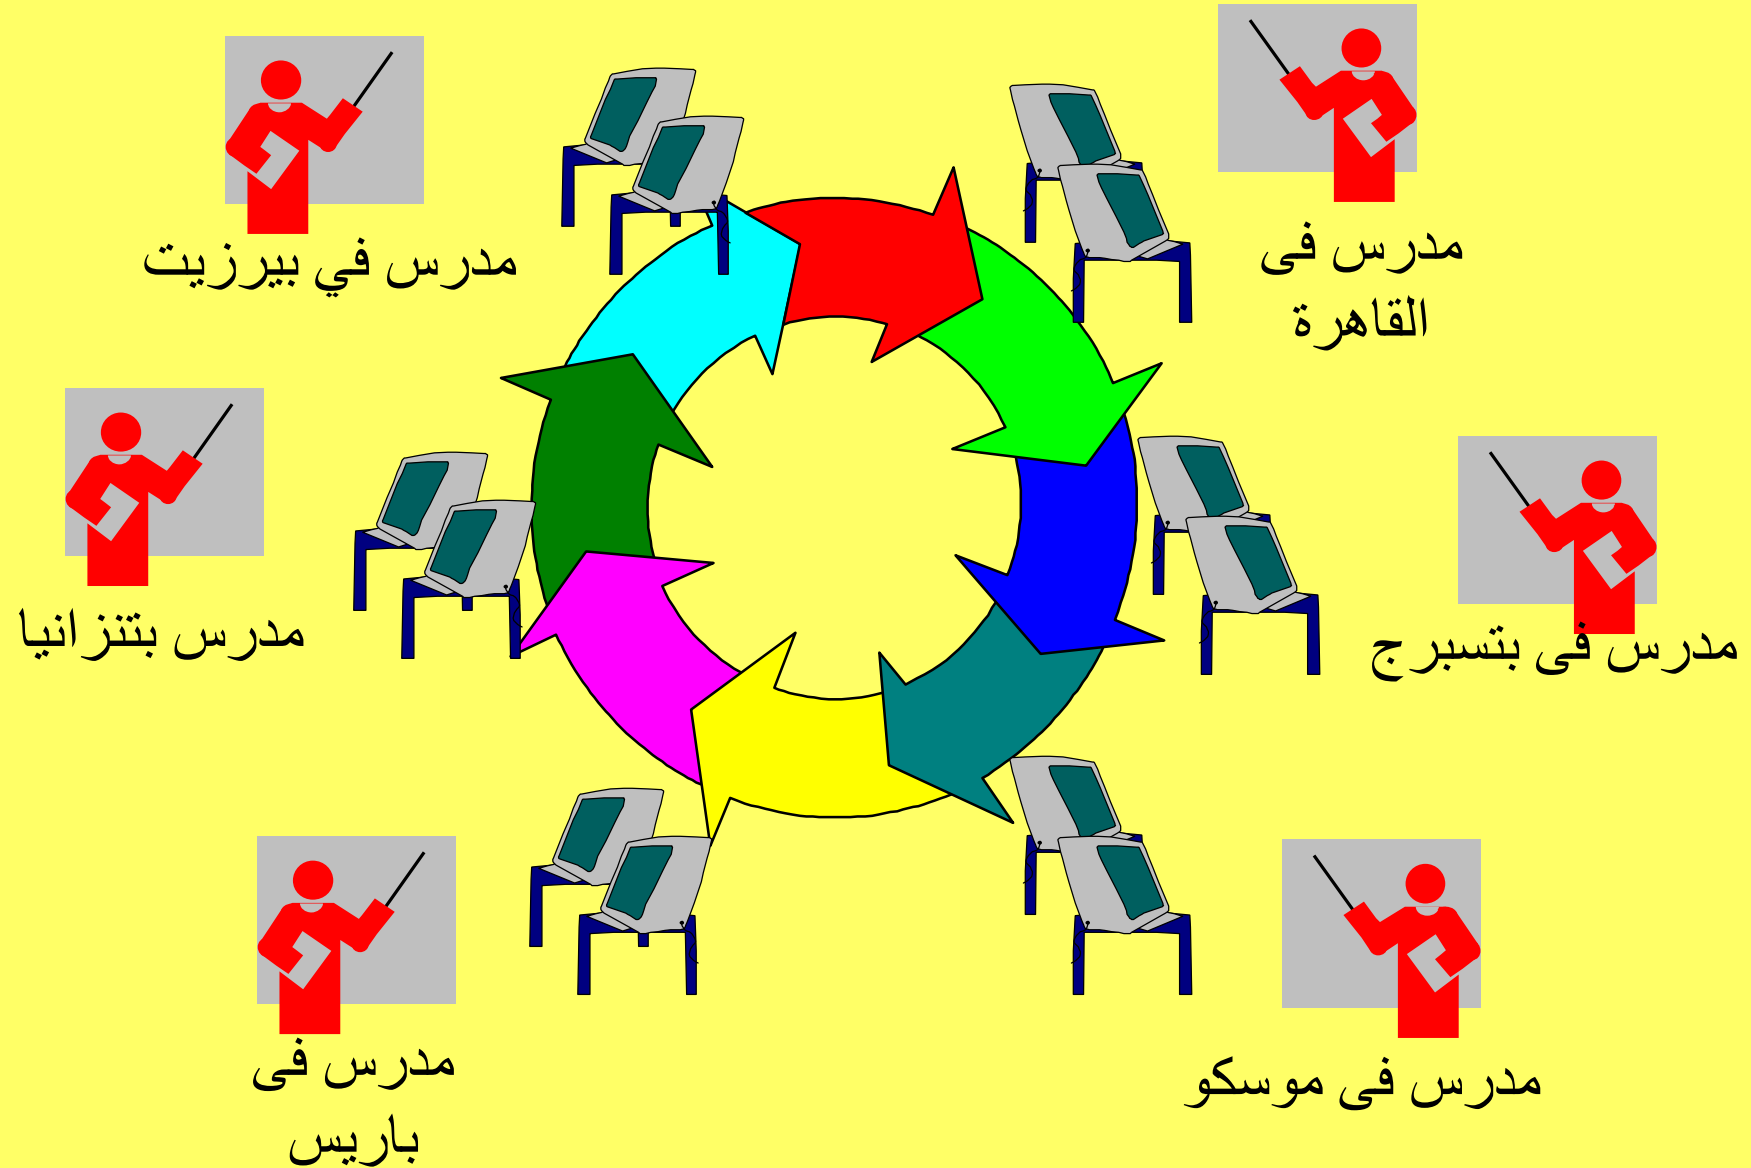 مدرس فى
القاهرة
مدرس في بيرزيت
مدرس فى بتسبرج
مدرس بتنزانيا
مدرس فى موسكو
مدرس فى
باريس